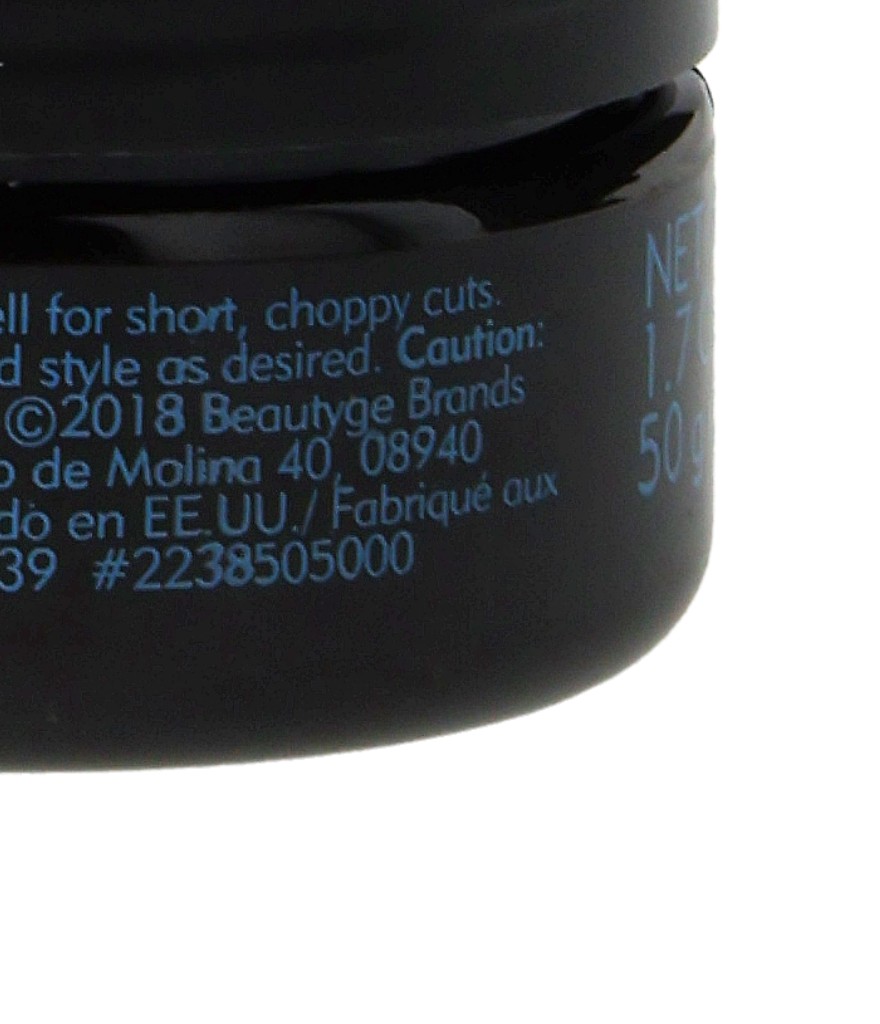 ell for short, choppy cuts.
d style as desired. Caution:
©2018 Beautyge Brands
o de Molina 40, 08940
do en EE.UU./ Fabriqué aux
39 #2238505000
NET
1.7
50 g